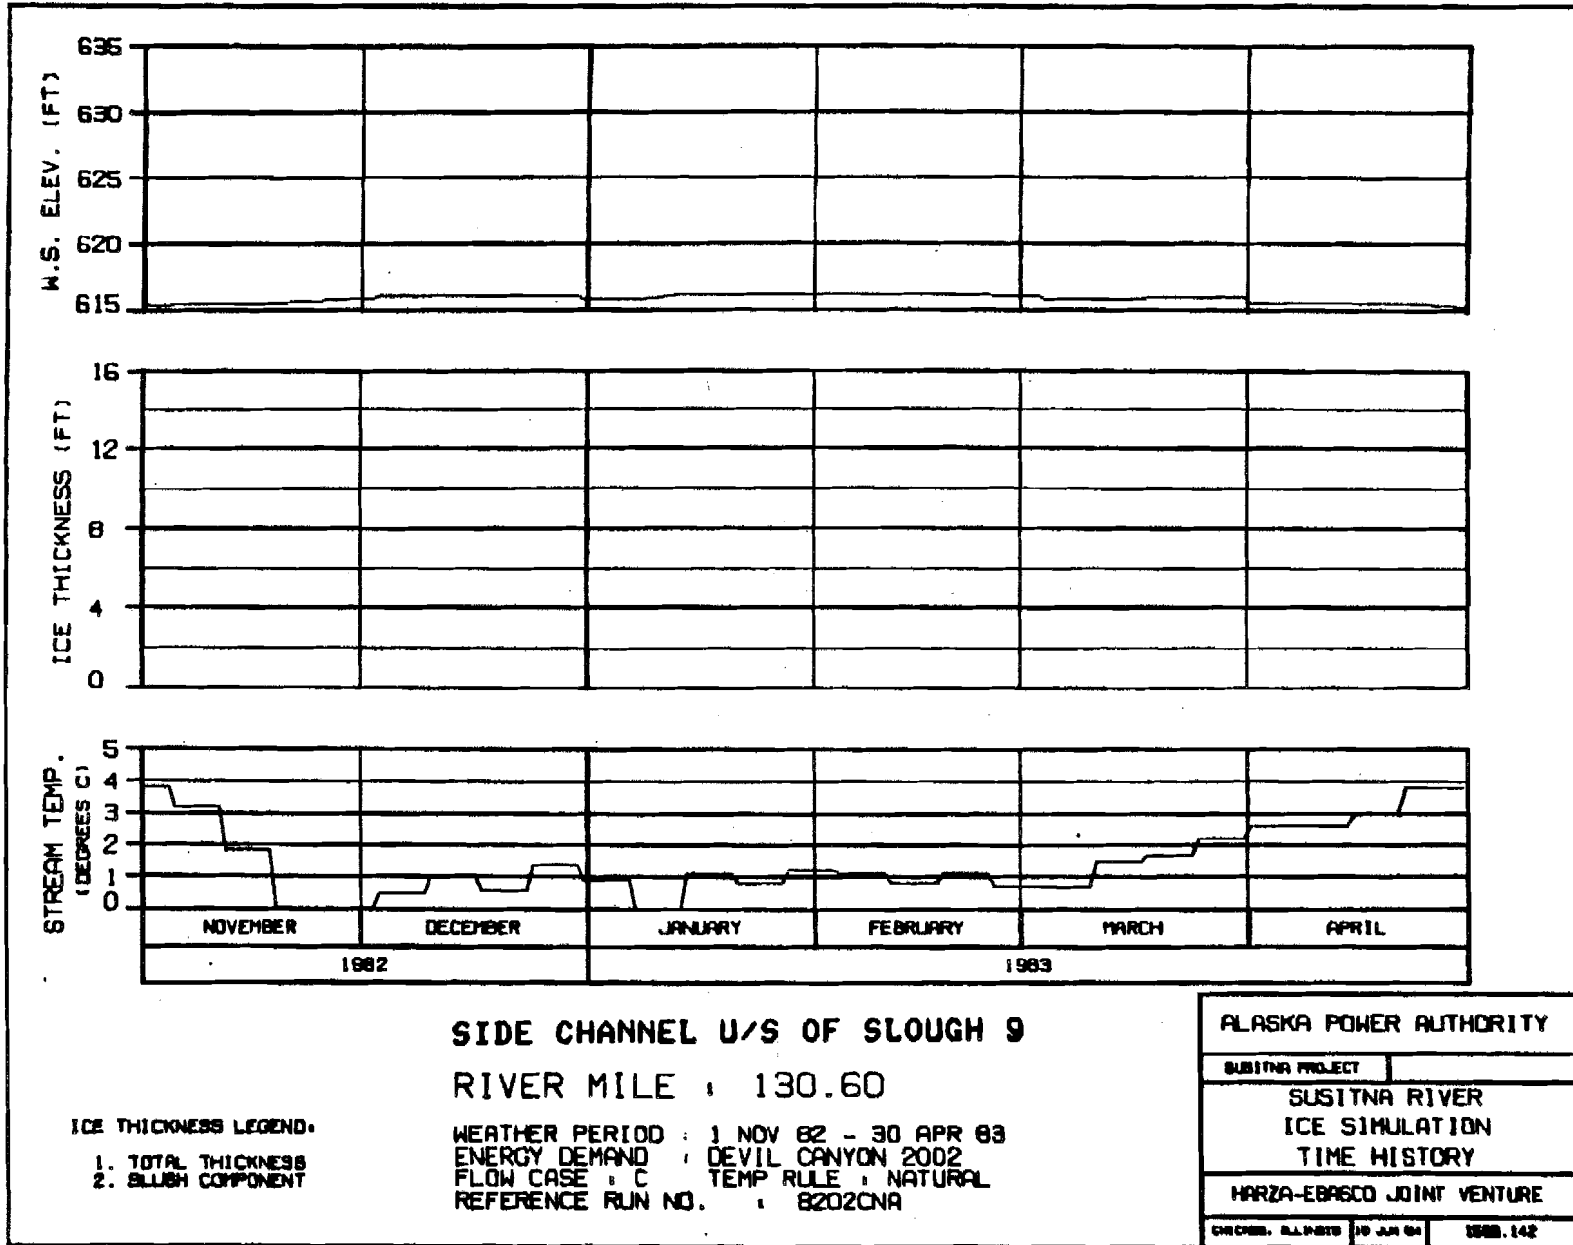 W.S. ELEV. (FT)
635
630
625
620
615
ICE THICKNESS (FT)
16
12
8
4
0
STREAM TEMP.
(DEGREES C)
5
4
3
2
1
0
NOVEMBER DECEMBER JANUARY FEBRUARY MARCH APRIL
1982 1983
SIDE CHANNEL U/S OF SLOUGH 9
RIVER MILE : 130.60
ICE THICKNESS LEGEND:
1. TOTAL THICKNESS
2. SLUSH COMPONENT
WEATHER PERIOD : 1 NOV 82 - 30 APR 83
ENERGY DEMAND : DEVIL CANYON 2002
FLOW CASE : C TEMP RULE : NATURAL
REFERENCE RUN NO. : 8202CNA
ALASKA POWER AUTHORITY
SUSITNA PROJECT
SUSITNA RIVER
ICE SIMULATION
TIME HISTORY
HARZA-EBASCO JOINT VENTURE
CHICAGO, ILLINOIS